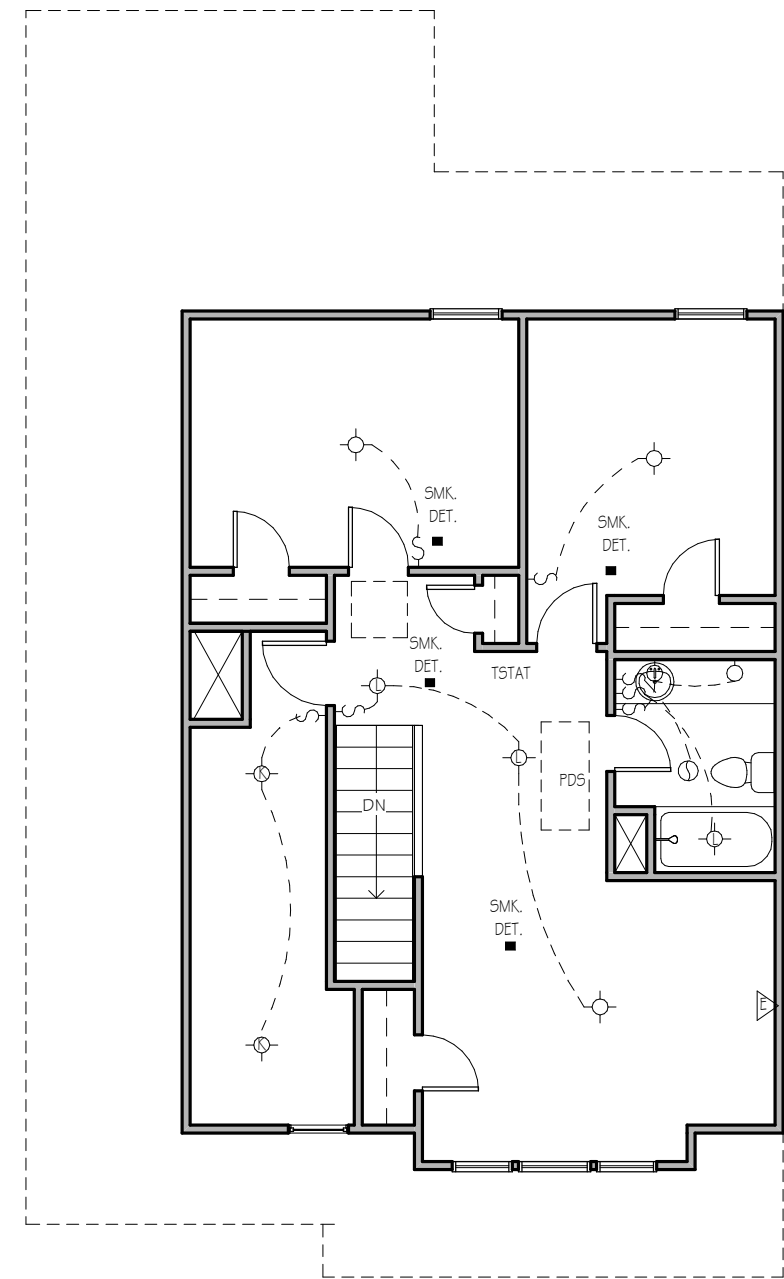 SMK.
DET.
SMK.
DET.
SMK.
DET.
TSTAT
L
L
K
PDS
DN
L
SMK.
DET.
E
K